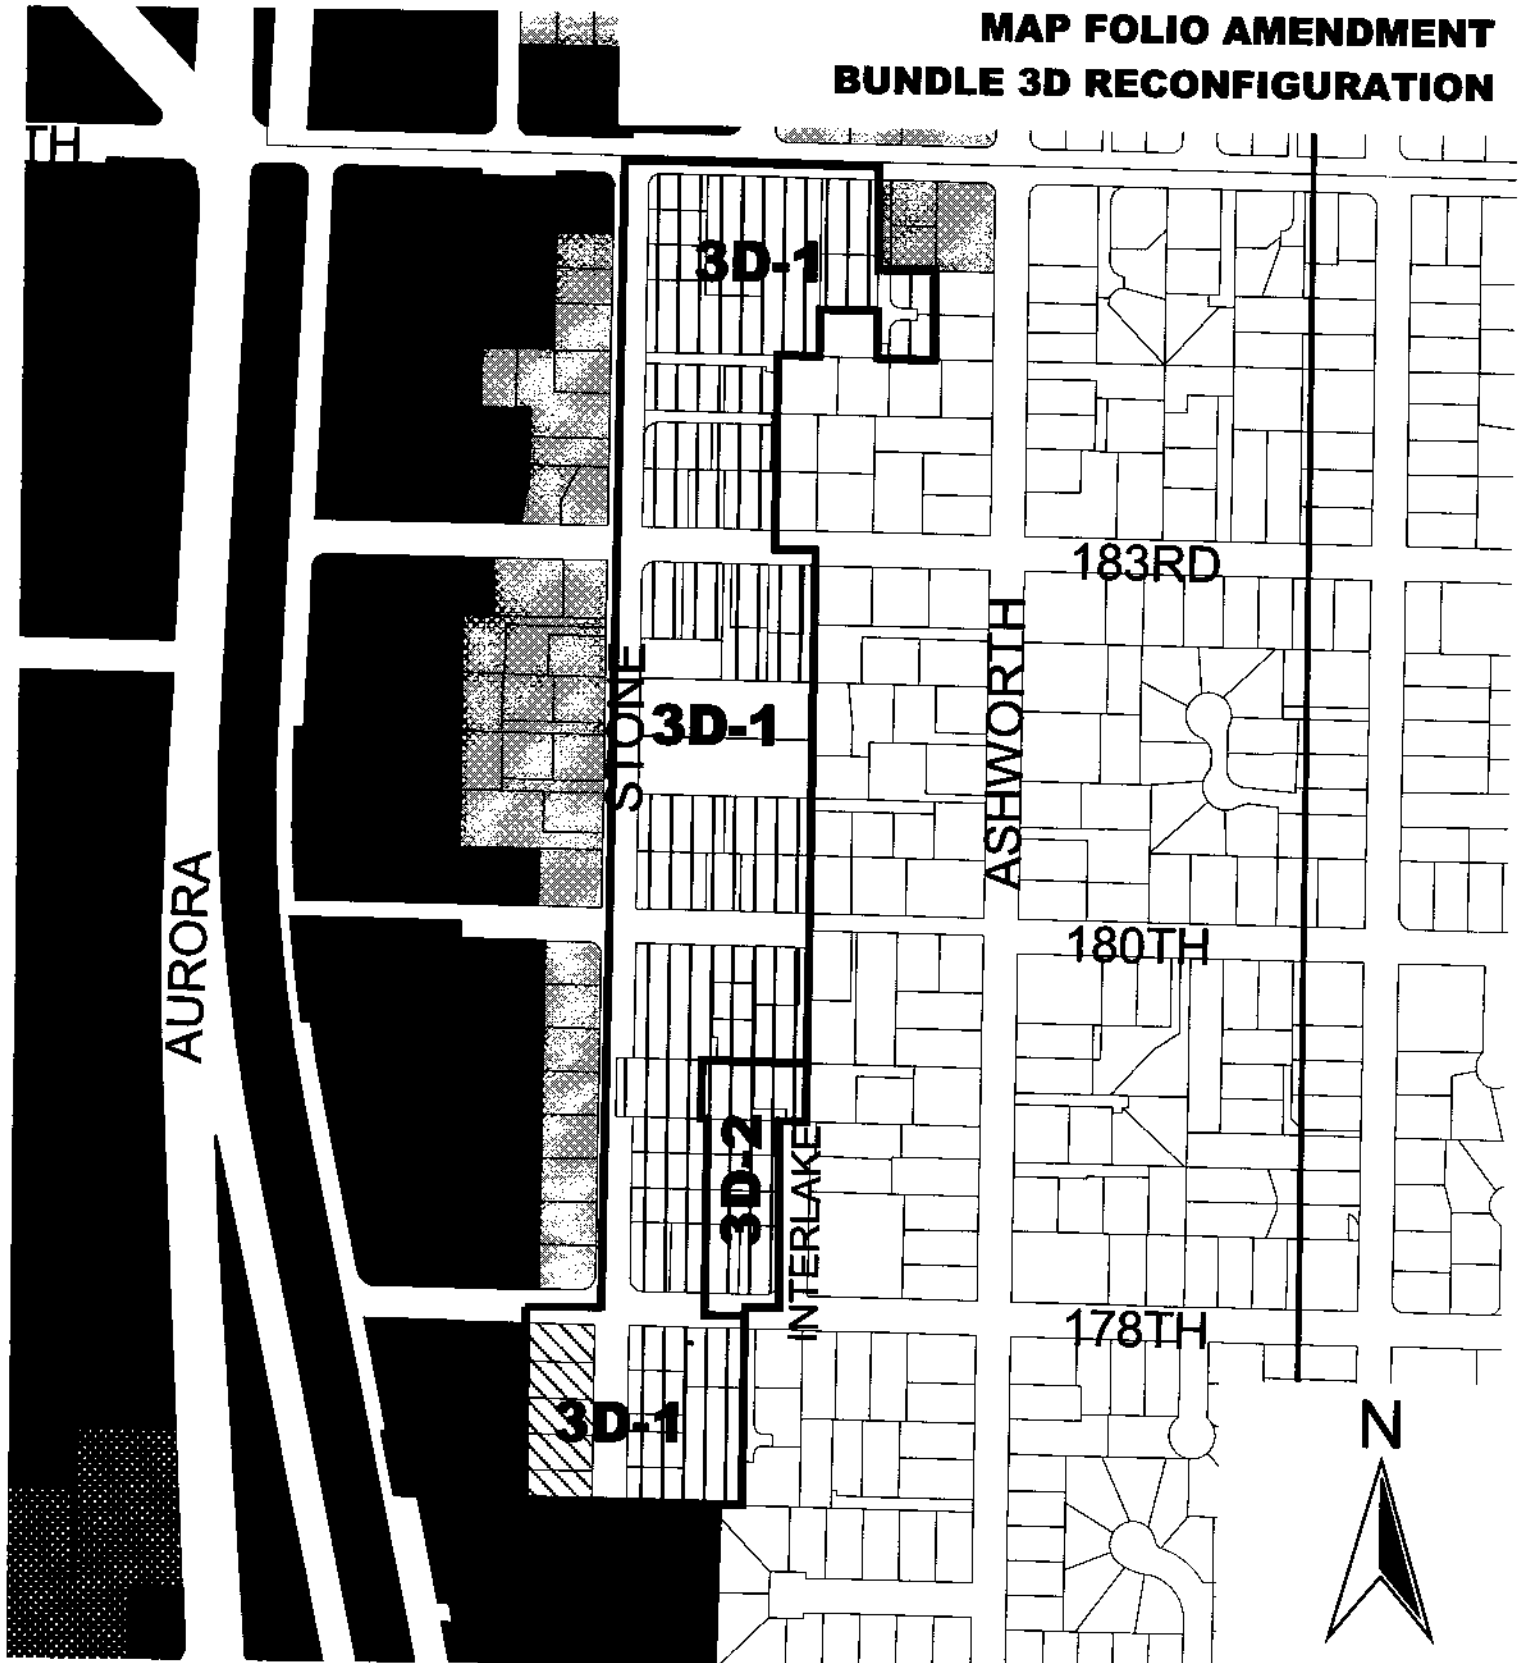 MAP FOLIO AMENDMENT
BUNDLE 3D RECONFIGURATION
TH
3D-1
183RD
STONE
ASHWORTH
3D-1
AURORA
180TH
3D-2
INTERLAKE
178TH
3D-1
N